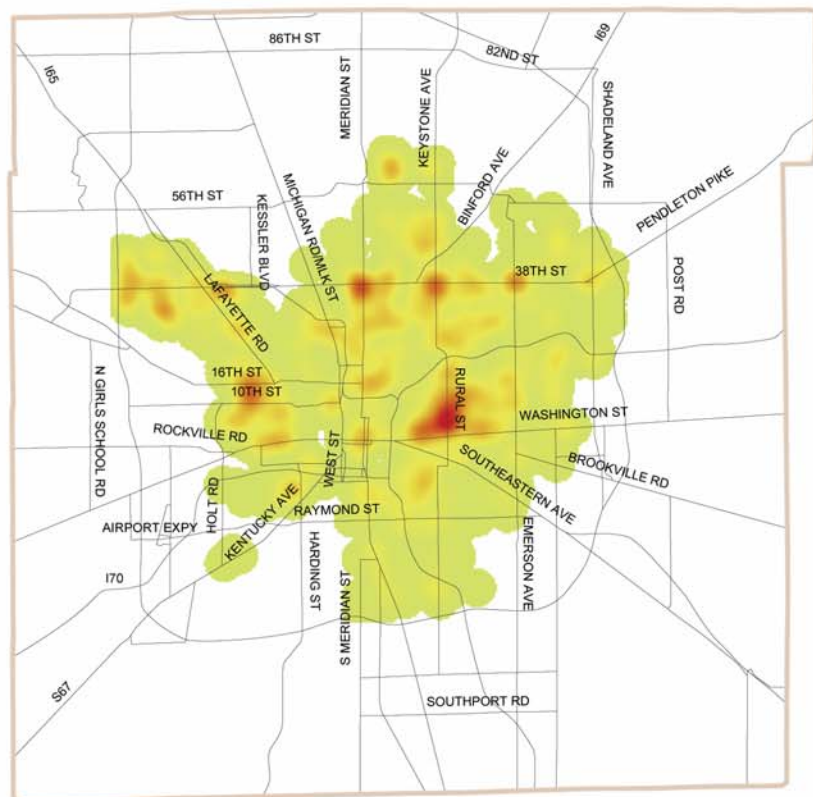 86TH ST
82ND ST
I69
I65
MERIDIAN ST
KEYSTONE AVE
BINFORD AVE
SHADELAND AVE
PENDLETON PIKE
56TH ST
KESSLER BLVD
MICHIGAN RD/MLK ST
POST RD
38TH ST
LAFAYETTE RD
16TH ST
10TH ST
N GIRLS SCHOOL RD
RURAL ST
WASHINGTON ST
ROCKVILLE RD
WEST ST
SOUTHEASTERN AVE
BROOKVILLE RD
HOLT RD
KENTUCKY AVE
RAYMOND ST
AIRPORT EXPY
HARDING ST
EMERSON AVE
I70
S MERIDIAN ST
S67
SOUTHPORT RD